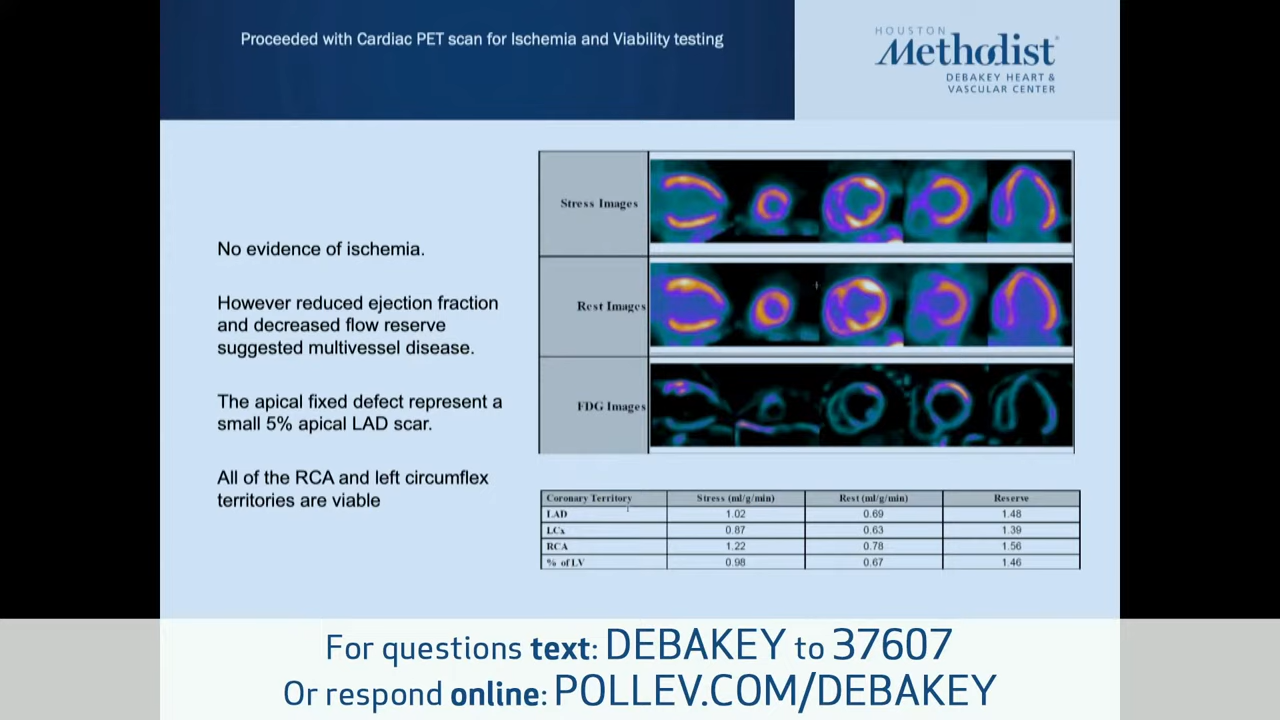 Proceeded with Cardiac PET scan for Ischemia and Viability testing
HOUSTON
Methodist
DEBAKEY HEART &
VASCULAR CENTER
No evidence of ischemia.
However reduced ejection fraction
and decreased flow reserve
suggested multivessel disease.
The apical fixed defect represent a
small 5% apical LAD scar.
All of the RCA and left circumflex
territories are viable
Stress Images
Rest Images
FDG Images
Coronary Territory Stress (ml/g/min) Rest (ml/g/min) Reserve
LAD 1.02 0.69 1.48
LCx 0.87 0.63 1.39
RCA 1.22 0.78 1.56
% of LV 0.98 0.67 1.46
For questions text: DEBAKEY to 37607
Or respond online: POLLEV.COM/DEBAKEY